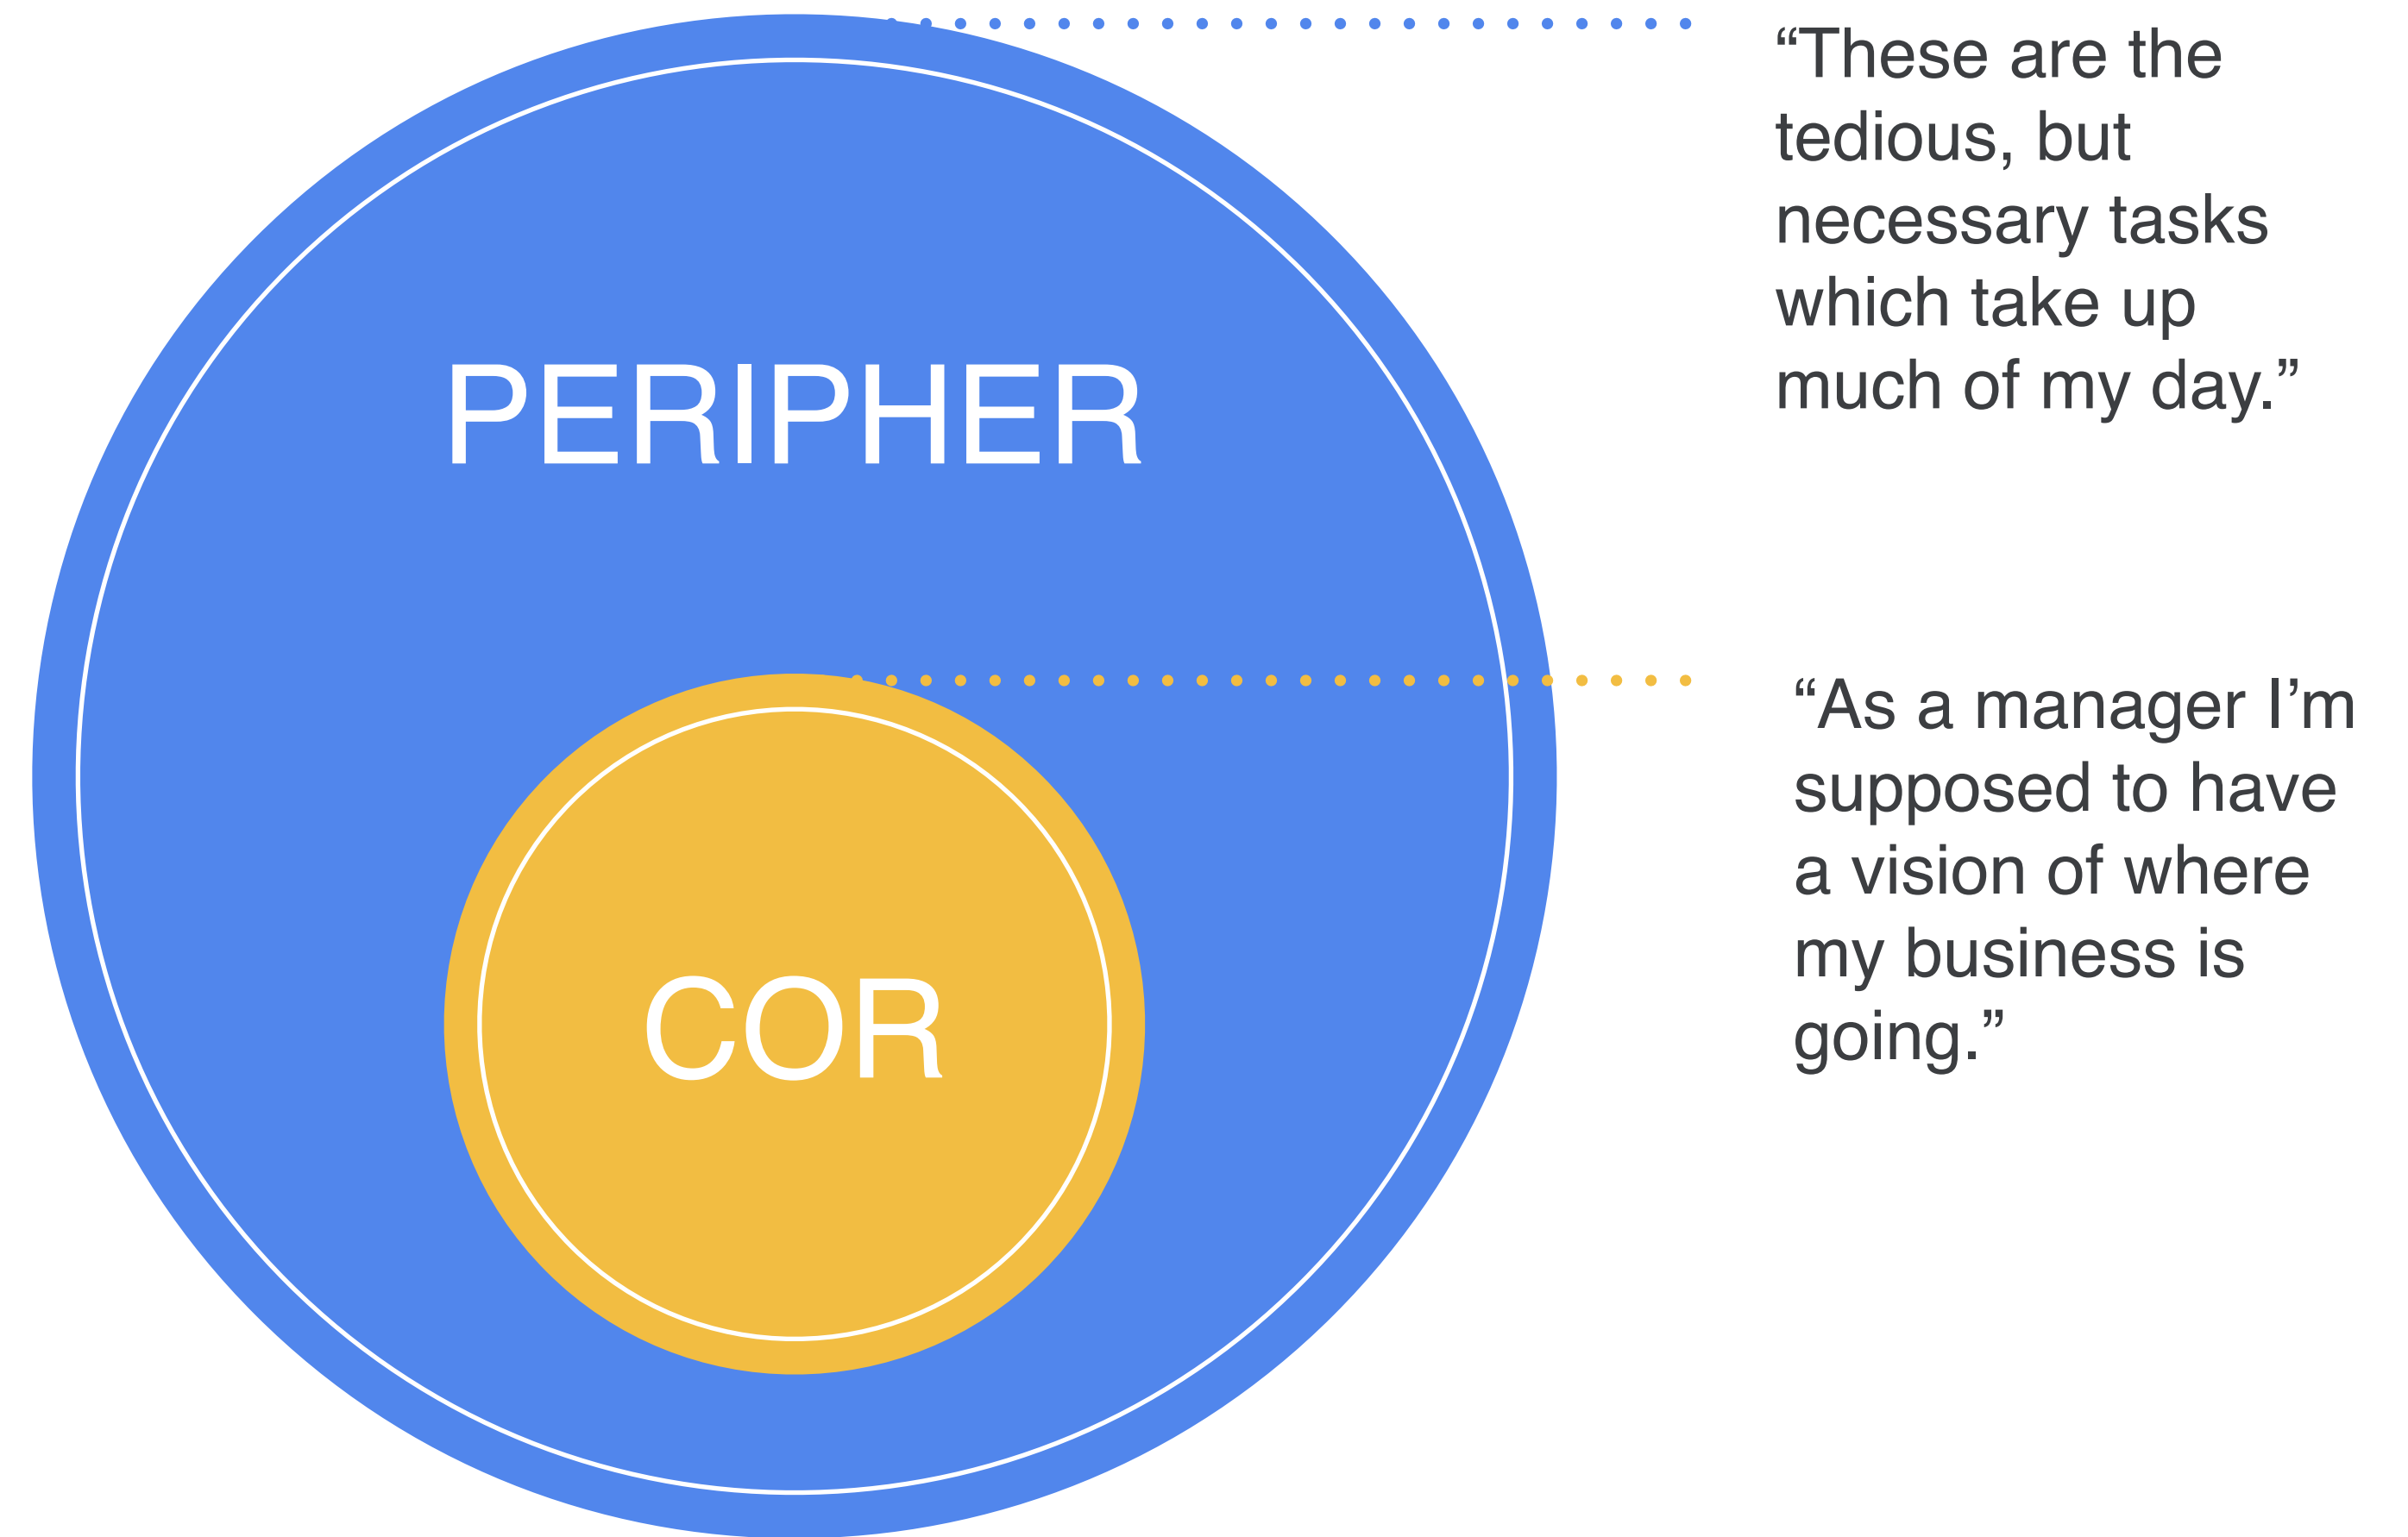 “These are the
tedious, but
necessary tasks
which take up
much of my day.”
PERIPHER
“As a manager I’m
supposed to have
a vision of where
my business is
going.”
COR